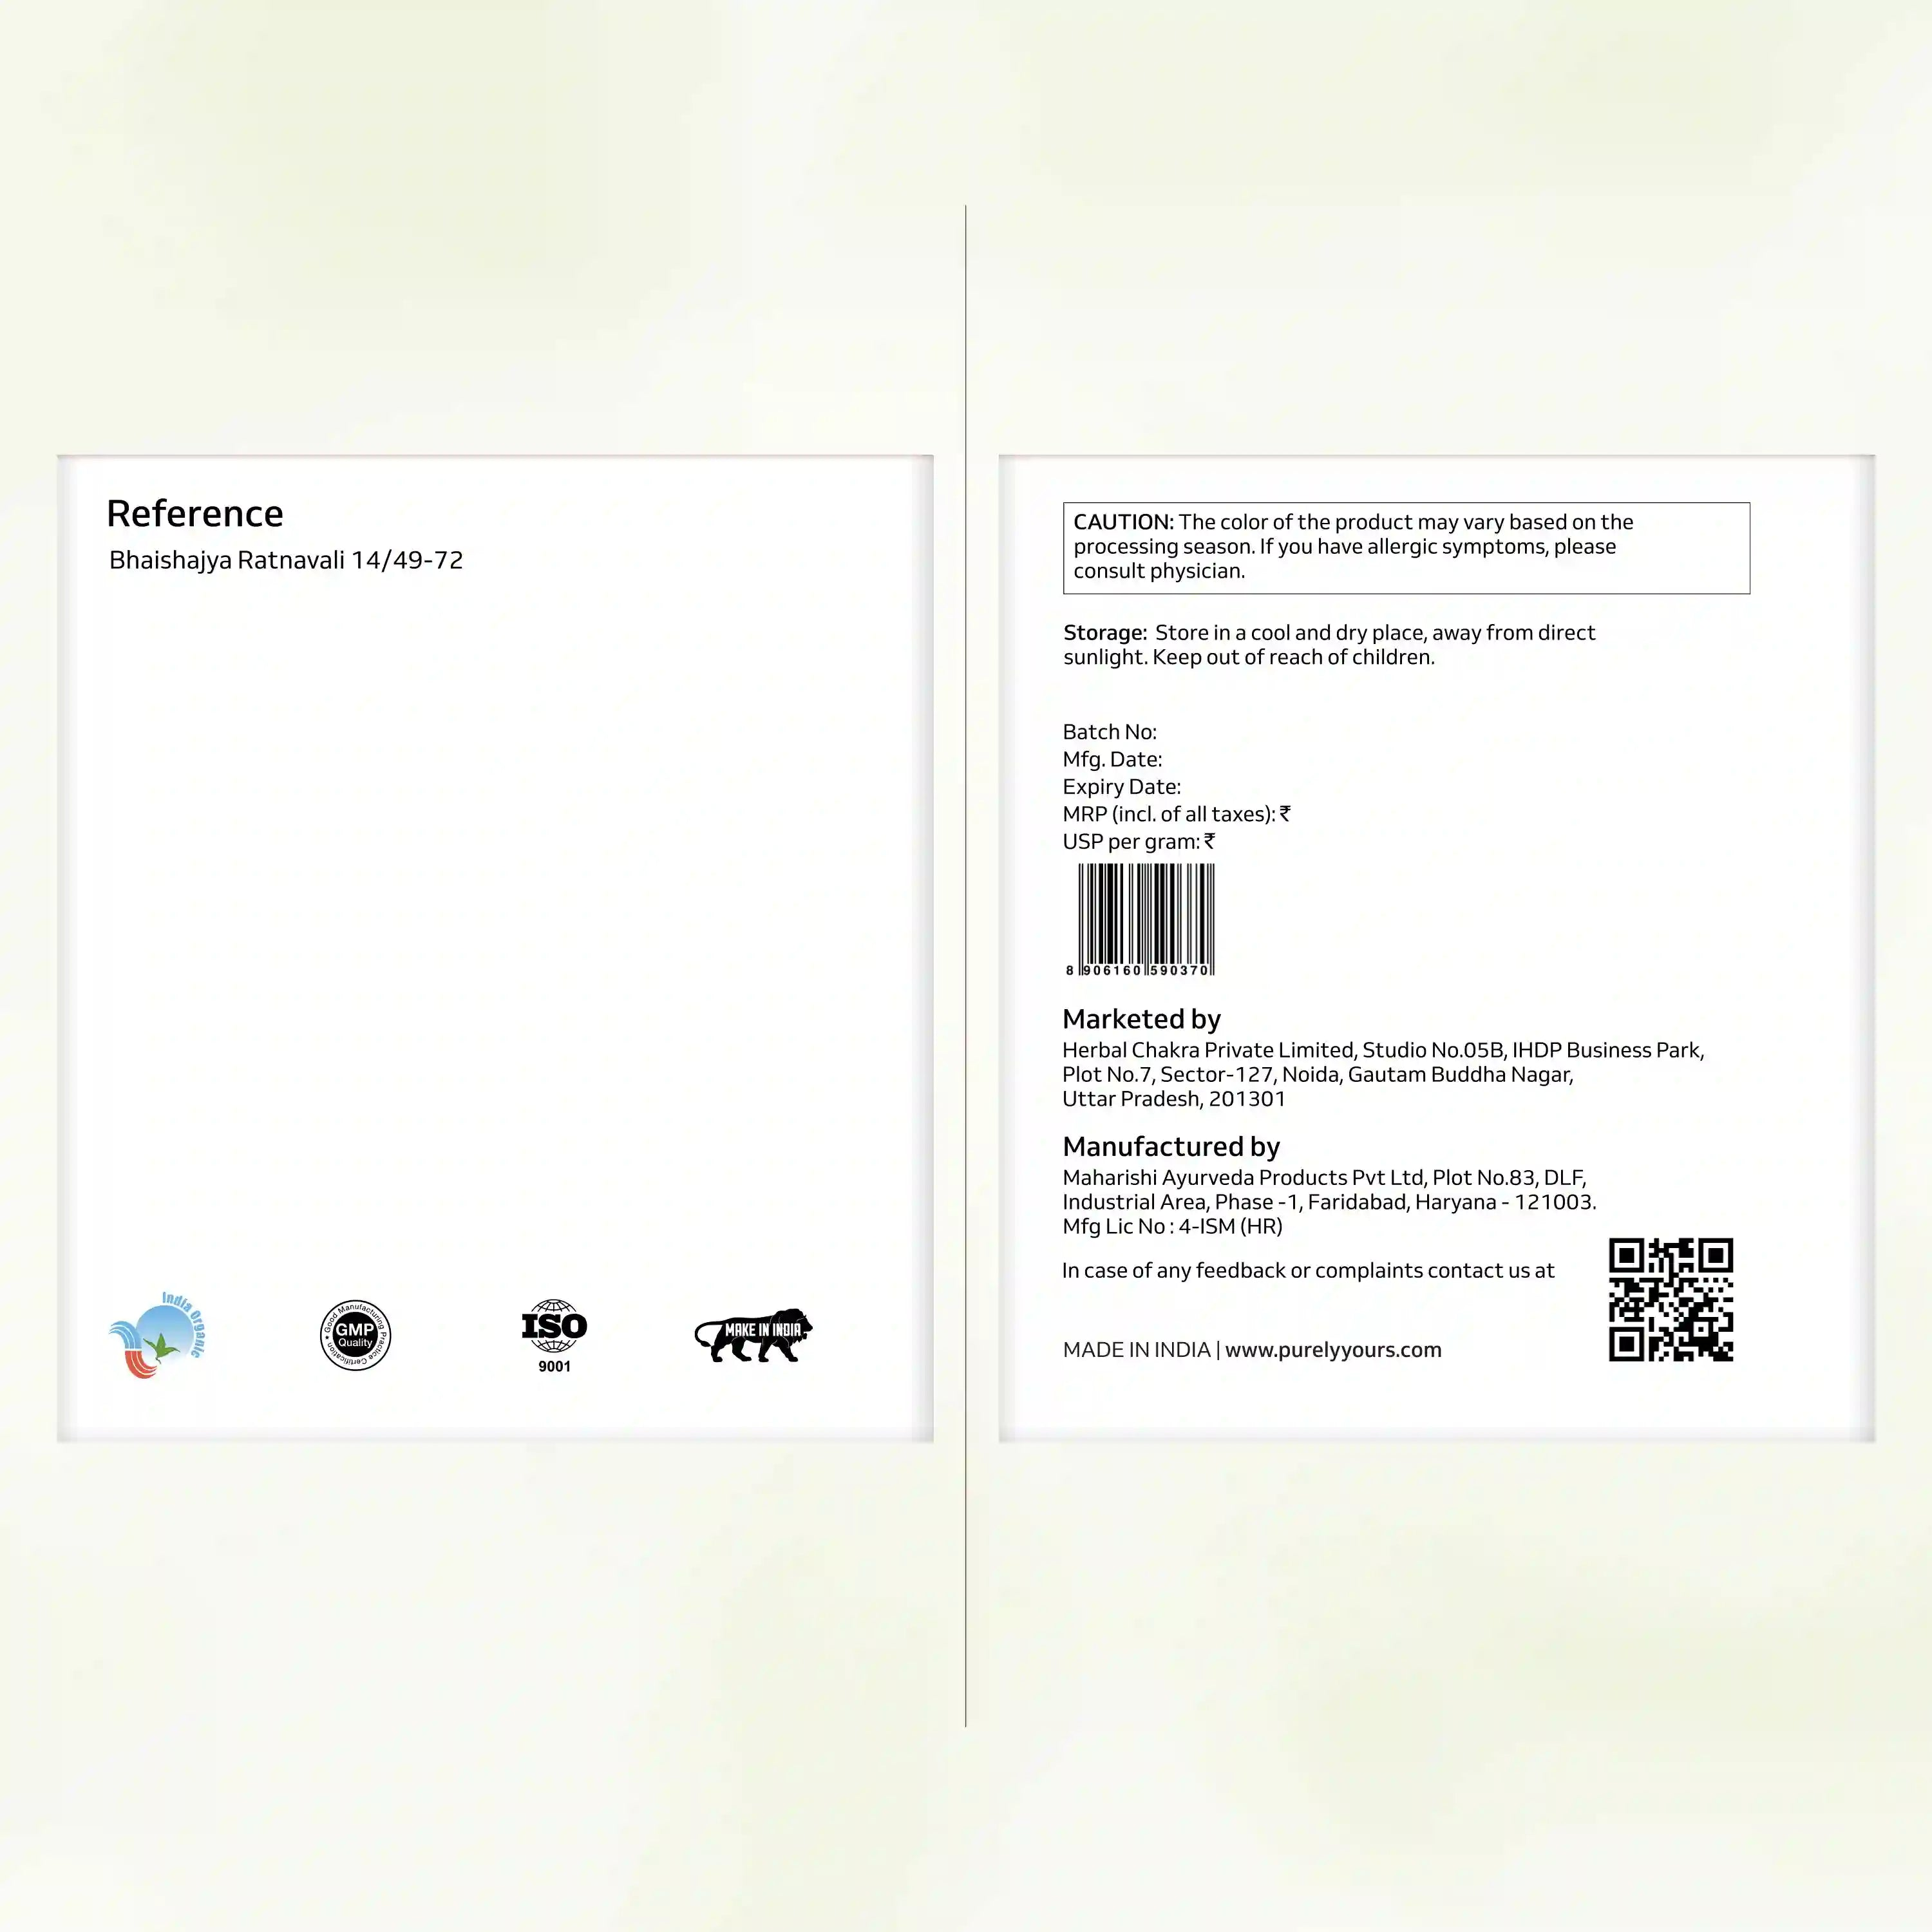 Reference
Bhaishajya Ratnavali 14/49-72
India Organic
Good Manufacturing Practice Certification
GMP
Quality
ISO
9001
MAKE IN INDIA
CAUTION: The color of the product may vary based on the
processing season. If you have allergic symptoms, please
consult physician.
Storage: Store in a cool and dry place, away from direct
sunlight. Keep out of reach of children.
Batch No:
Mfg. Date:
Expiry Date:
MRP (incl. of all taxes): ₹
USP per gram: ₹
8 906160 590370
Marketed by
Herbal Chakra Private Limited, Studio No.05B, IHDP Business Park,
Plot No.7, Sector-127, Noida, Gautam Buddha Nagar,
Uttar Pradesh, 201301
Manufactured by
Maharishi Ayurveda Products Pvt Ltd, Plot No.83, DLF,
Industrial Area, Phase -1, Faridabad, Haryana - 121003.
Mfg Lic No : 4-ISM (HR)
In case of any feedback or complaints contact us at
MADE IN INDIA | www.purelyyours.com